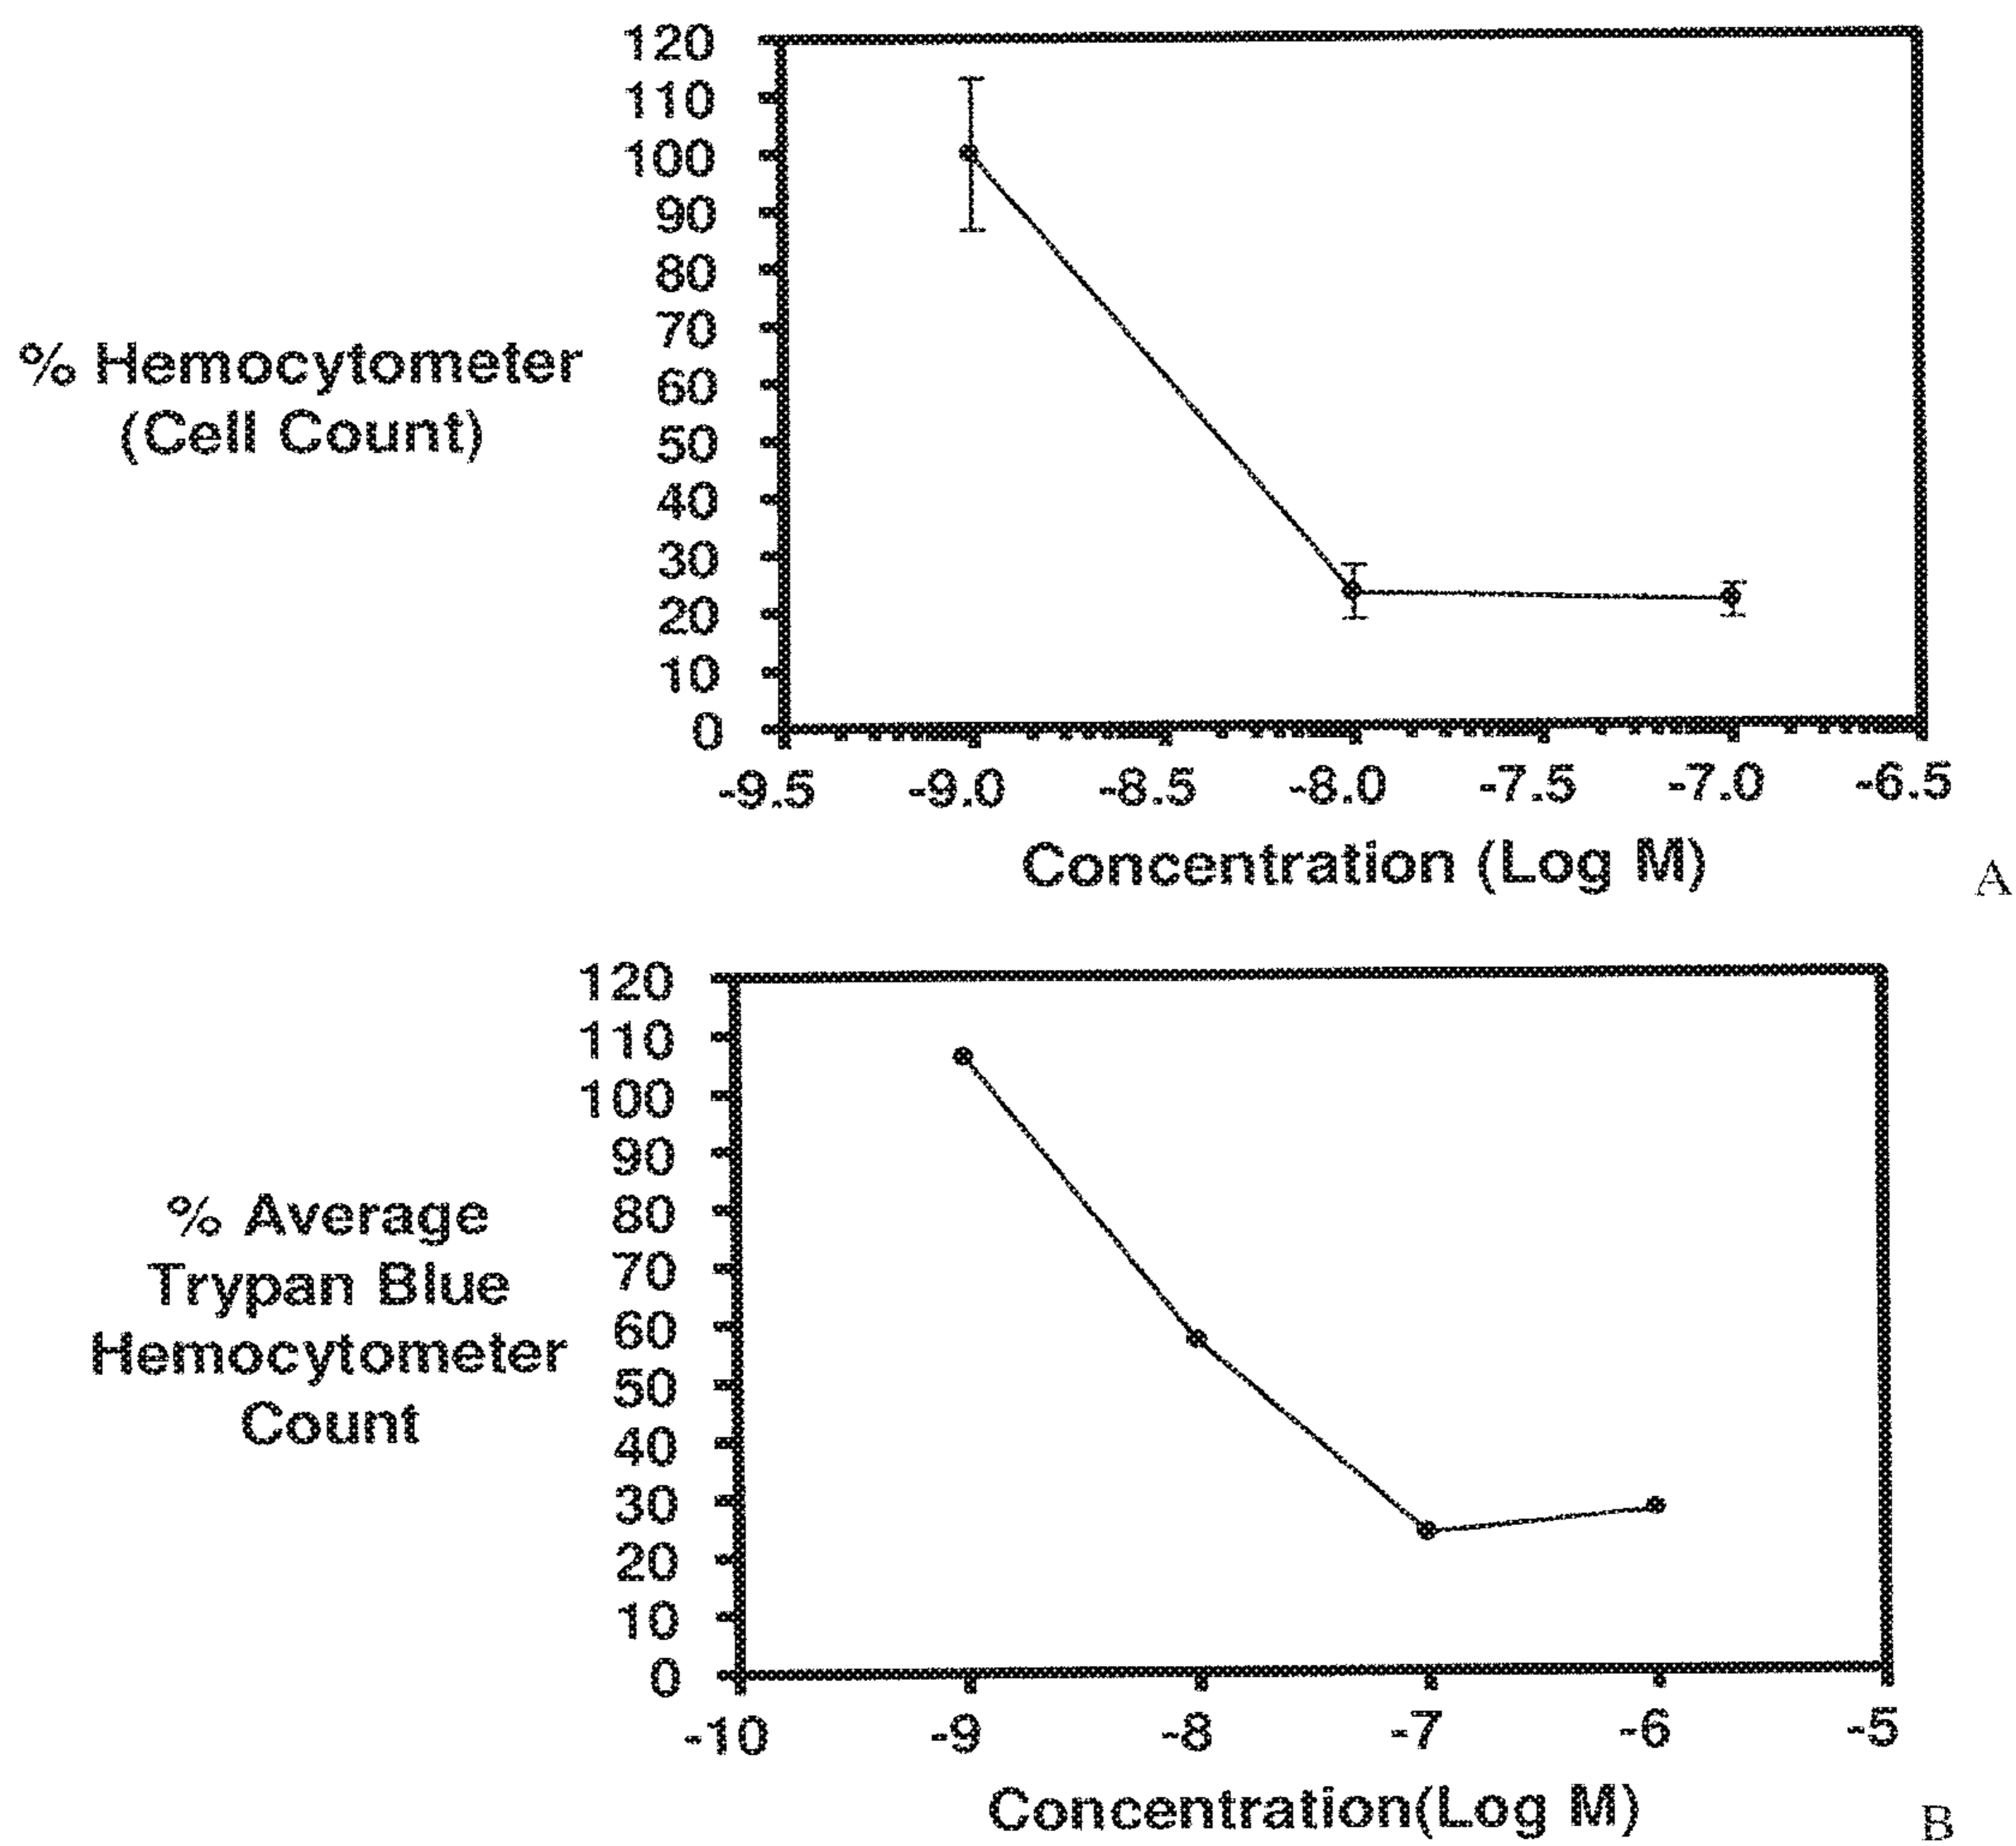 120
110
100
90
80
70
60
50
40
30
20
10
0
% Hemocytometer
(Cell Count)
-9.5 -9.0 -8.5 -8.0 -7.5 -7.0 -6.5
Concentration (Log M)
A
120
110
100
90
80
70
60
50
40
30
20
10
0
% Average
Trypan Blue
Hemocytometer
Count
-10 -9 -8 -7 -6 -5
Concentration(Log M)
B